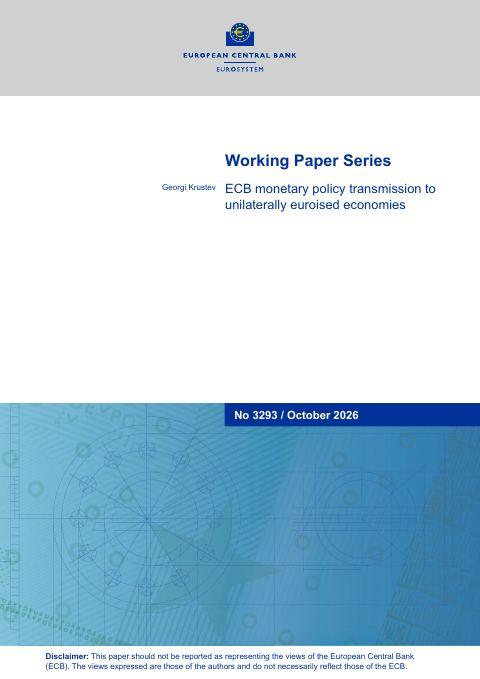 EUROPEAN CENTRAL BANK
EUROSYSTEM
Working Paper Series
Georgi Krustev
ECB monetary policy transmission to
unilaterally euroised economies
No 3293 / October 2026
Disclaimer: This paper should not be reported as representing the views of the European Central Bank
(ECB). The views expressed are those of the authors and do not necessarily reflect those of the ECB.